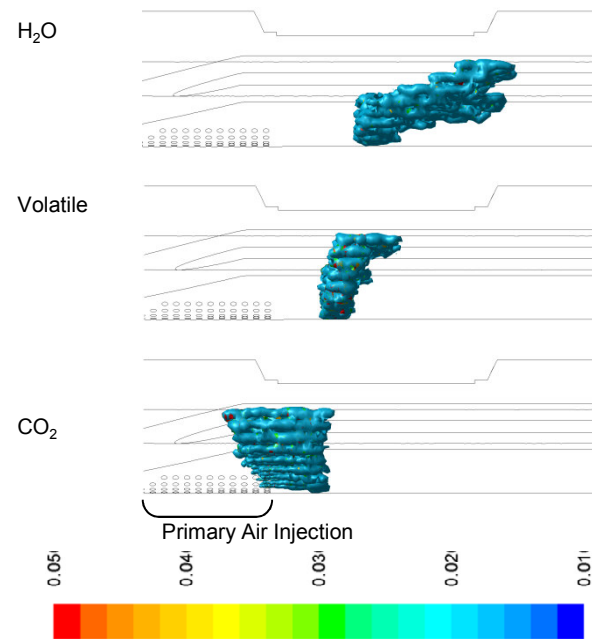 H₂O
Volatile
CO₂
Primary Air Injection
0.05 0.04 0.03 0.02 0.01